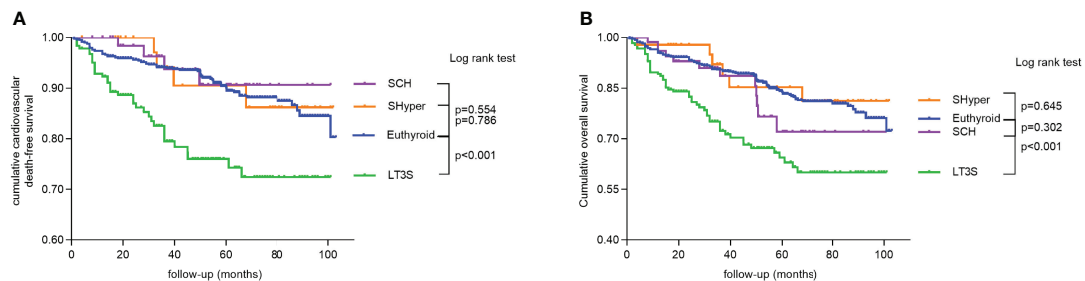 A
cumulative cardiovascular
death-free survival
1.00
0.90
0.80
0.70
0.60
0
20
40
60
80
100
follow-up (months)
Log rank test
SCH
SHyper
Euthyroid
LT3S
p=0.554
p=0.786
p<0.001
B
Cumulative overall survival
1.00
0.85
0.70
0.55
0.40
0
20
40
60
80
100
follow-up (months)
Log rank test
SHyper
Euthyroid
SCH
LT3S
p=0.645
p=0.302
p<0.001